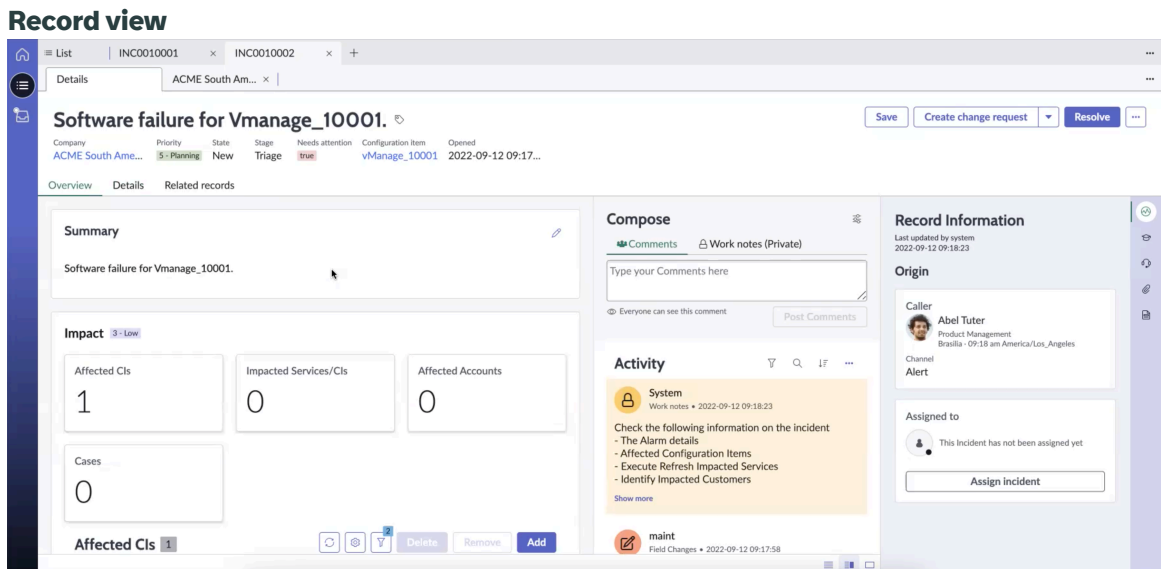 Record view
List
INC0010001 ×
INC0010002 × +
Details
ACME South Am... ×
Software failure for Vmanage_10001.
Save
Create change request
Resolve
Company Priority State Stage Needs attention Configuration item Opened
ACME South Ame... 5 - Planning New Triage true vManage_10001 2022-09-12 09:17...
Overview Details Related records
Summary
Software failure for Vmanage_10001.
Impact 3 - Low
Affected CIs
1
Impacted Services/CIs
0
Affected Accounts
0
Cases
0
Affected CIs 1
2
Delete
Remove
Add
Compose
Comments
Work notes (Private)
Type your Comments here
Everyone can see this comment
Post Comments
Activity
System
Work notes • 2022-09-12 09:18:23
Check the following information on the incident
- The Alarm details
- Affected Configuration Items
- Execute Refresh Impacted Services
- Identify Impacted Customers
Show more
maint
Field Changes • 2022-09-12 09:17:58
Record Information
Last updated by system
2022-09-12 09:18:23
Origin
Caller
Abel Tuter
Product Management
Brasilia - 09:18 am America/Los_Angeles
Channel
Alert
Assigned to
This Incident has not been assigned yet
Assign incident